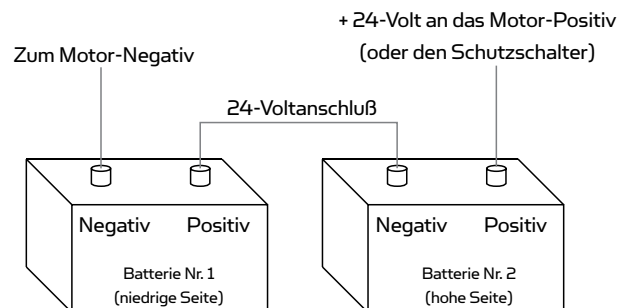 + 24-Volt an das Motor-Positiv
(oder den Schutzschalter)
Zum Motor-Negativ
24-Voltanschluß
Negativ Positiv
Batterie Nr. 1
(niedrige Seite)
Negativ Positiv
Batterie Nr. 2
(hohe Seite)